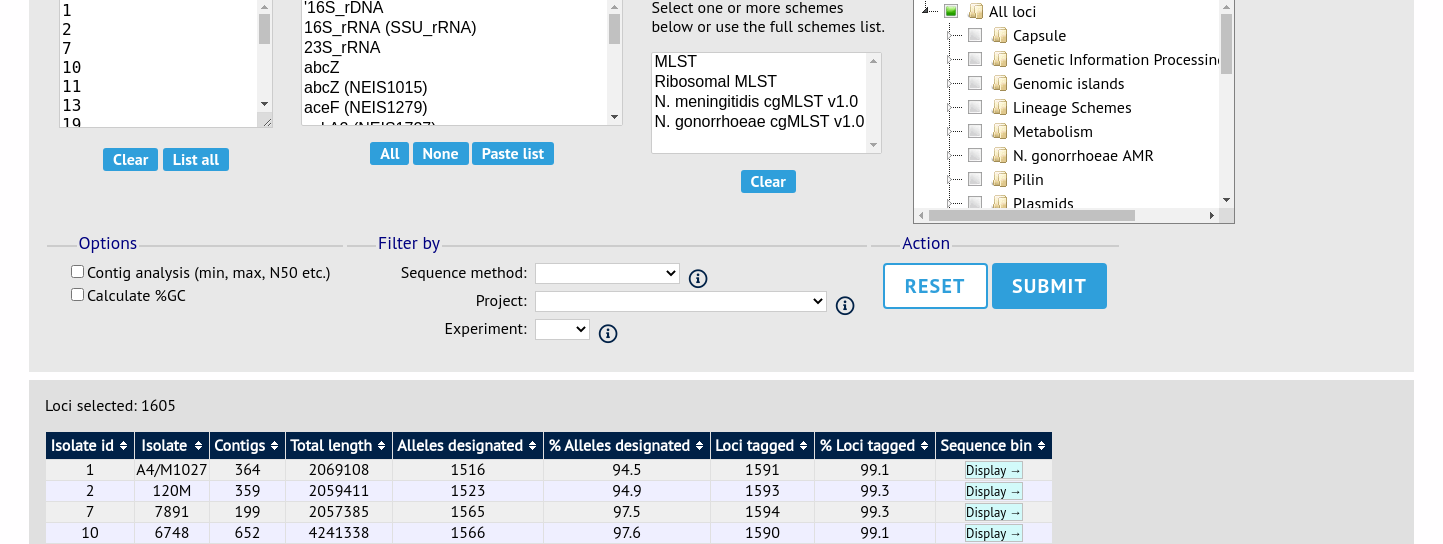 1
2
7
10
11
13
19
'16S_rDNA
16S_rRNA (SSU_rRNA)
23S_rRNA
abcZ
abcZ (NEIS1015)
aceF (NEIS1279)
Select one or more schemes
below or use the full schemes list.
MLST
Ribosomal MLST
N. meningitidis cgMLST v1.0
N. gonorrhoeae cgMLST v1.0
All loci
Capsule
Genetic Information Processing
Genomic islands
Lineage Schemes
Metabolism
N. gonorrhoeae AMR
Pilin
Plasmids
Clear List all
All None Paste list
Clear
Options
Contig analysis (min, max, N50 etc.)
Calculate %GC
Filter by
Sequence method:
Project:
Experiment:
Action
RESET SUBMIT
Loci selected: 1605
Isolate id Isolate Contigs Total length Alleles designated % Alleles designated Loci tagged % Loci tagged Sequence bin
1 A4/M1027 364 2069108 1516 94.5 1591 99.1 Display →
2 120M 359 2059411 1523 94.9 1593 99.3 Display →
7 7891 199 2057385 1565 97.5 1594 99.3 Display →
10 6748 652 4241338 1566 97.6 1590 99.1 Display →